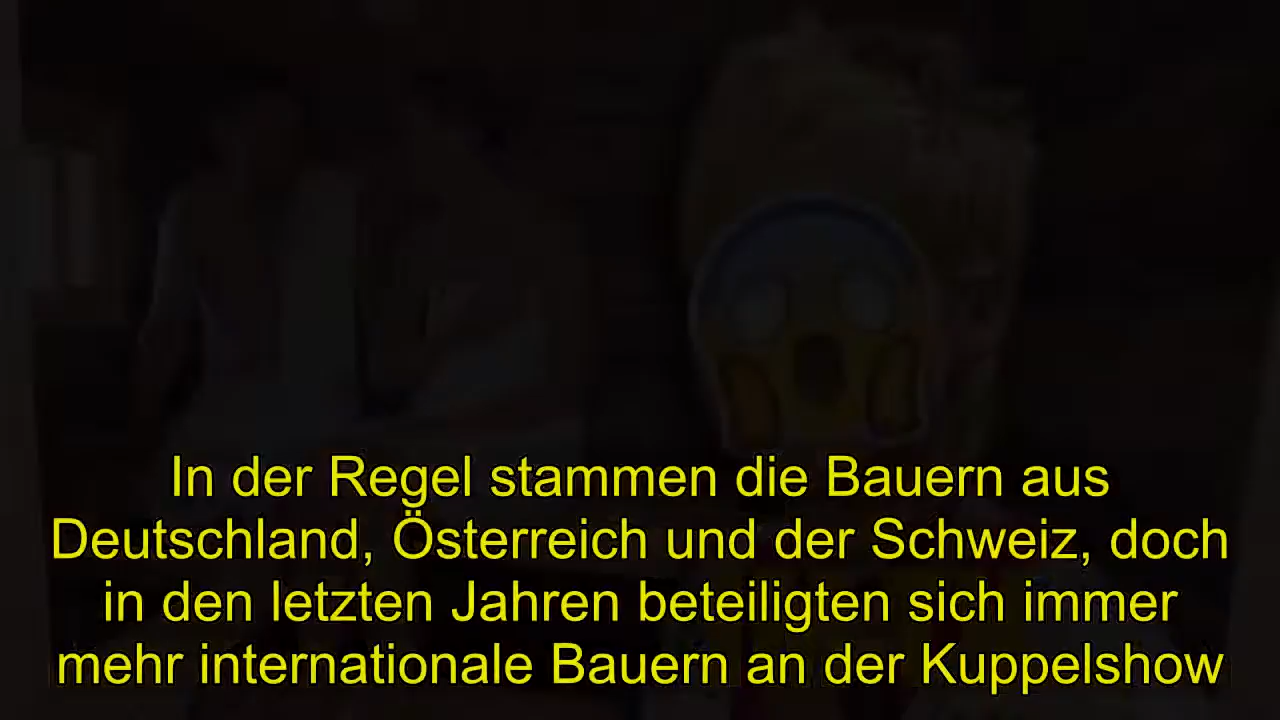 In der Regel stammen die Bauern aus
Deutschland, Österreich und der Schweiz, doch
in den letzten Jahren beteiligten sich immer
mehr internationale Bauern an der Kuppelshow